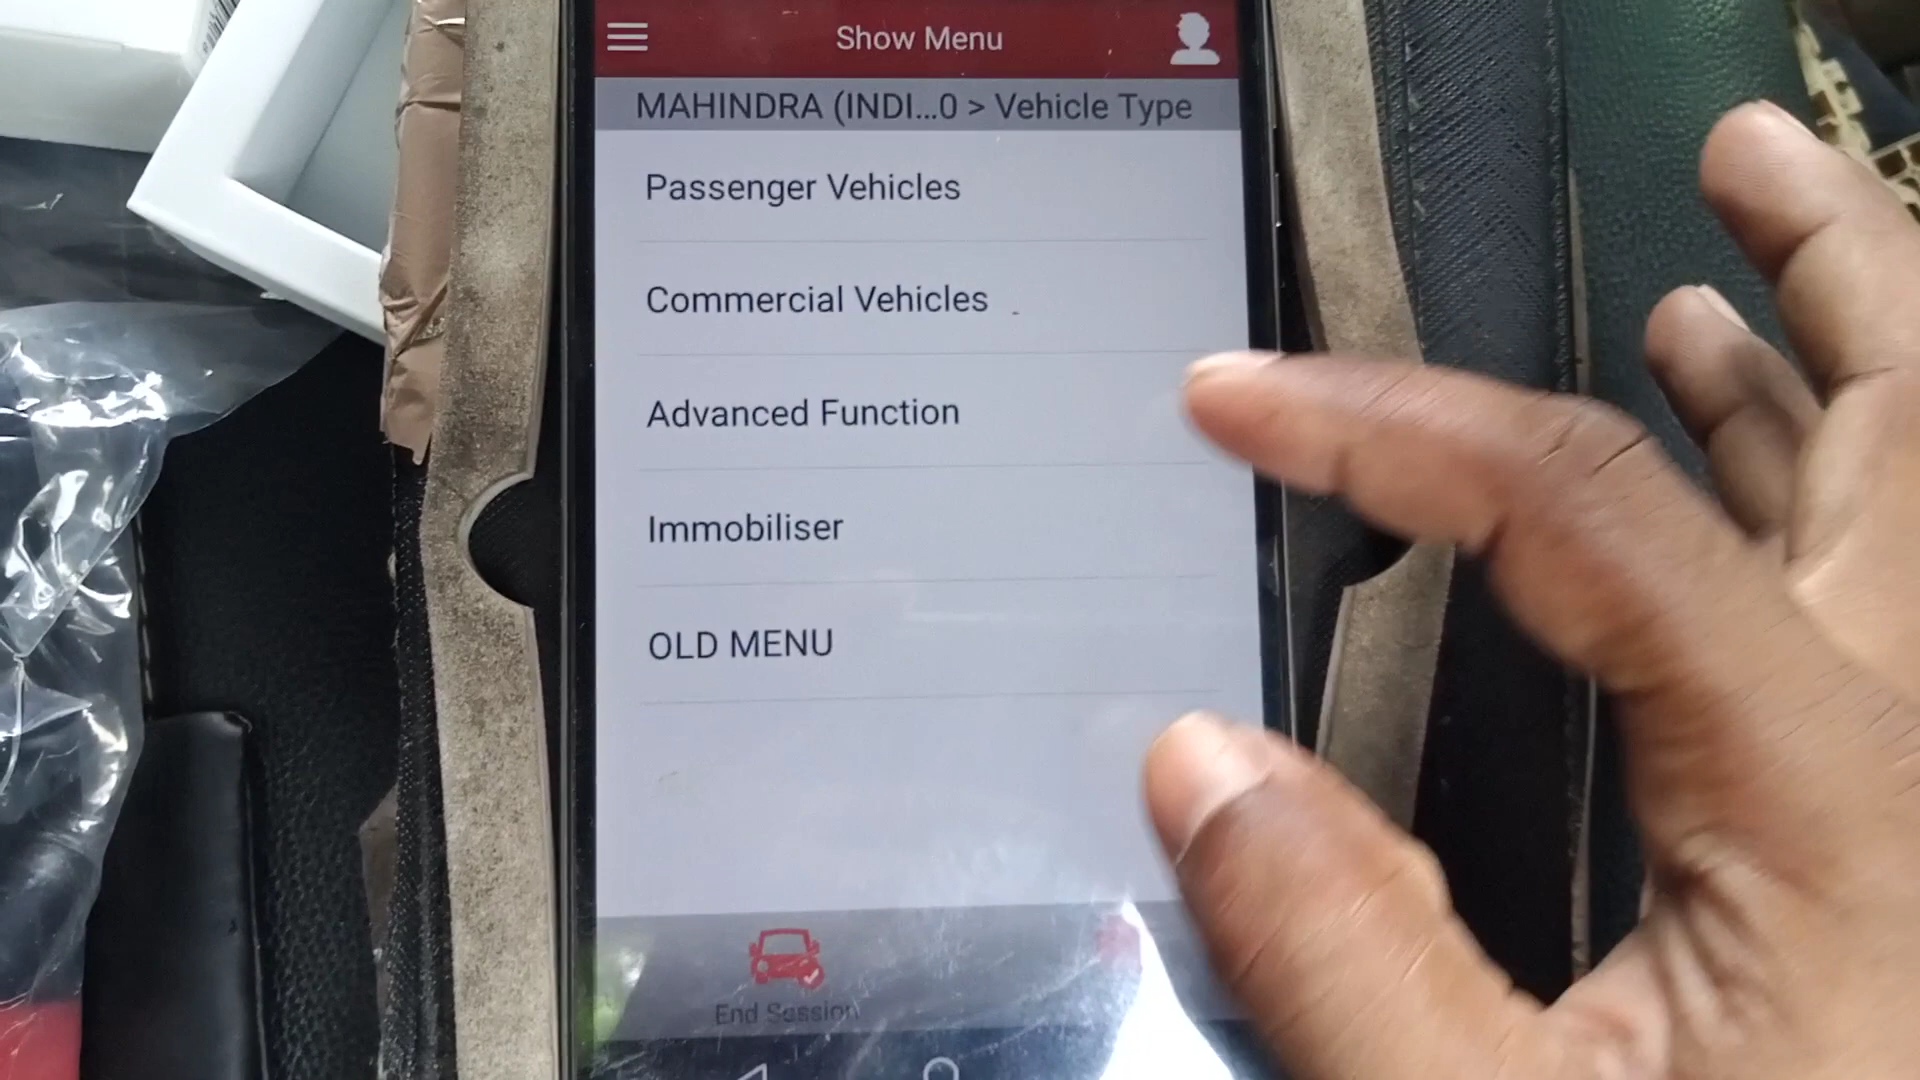 Show Menu
MAHINDRA (INDI...0 > Vehicle Type
Passenger Vehicles
Commercial Vehicles
Advanced Function
Immobiliser
OLD MENU
End Session